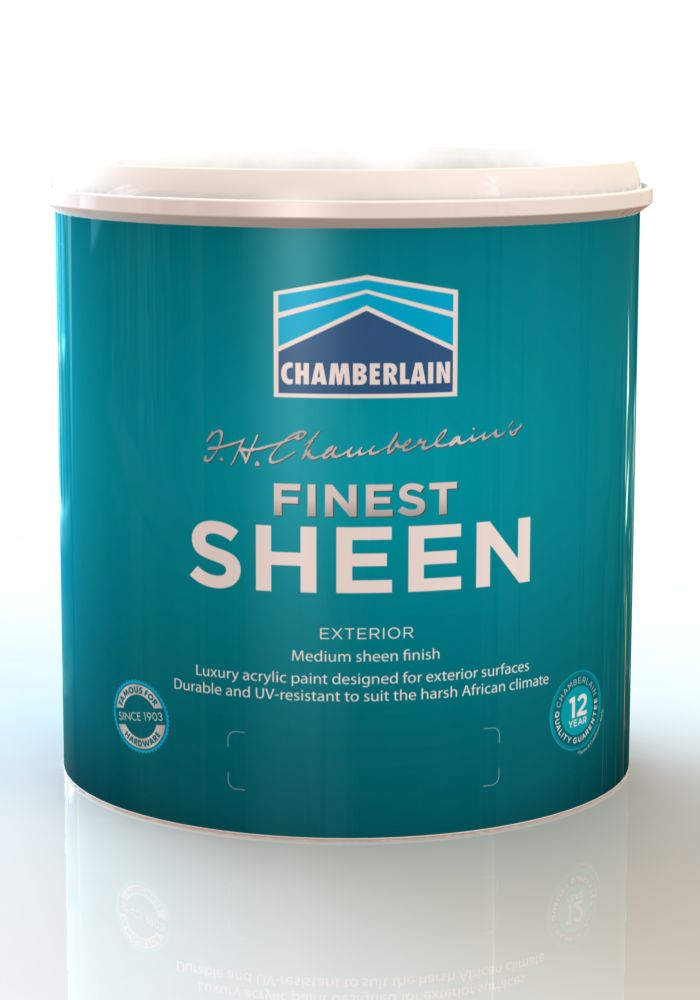 CHAMBERLAIN
F.H.Chamberlain's
FINEST
SHEEN
EXTERIOR
Medium sheen finish
Luxury acrylic paint designed for exterior surfaces
Durable and UV-resistant to suit the harsh African climate
FAMOUS FOR
SINCE 1903
HARDWARE
CHAMBERLAIN
12
YEAR
QUALITY GUARENTEE